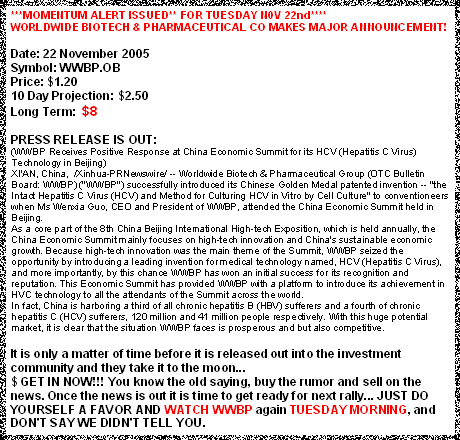 ***MOMENTUM ALERT ISSUED** FOR TUESDAY N0V 22nd****
WORLDWIDE BIOTECH & PHARMACEUTICAL CO MAKES MAJOR ANNOUNCEMENT!
Date: 22 November 2005
Symbol: WWBP.OB
Price: $1.20
10 Day Projection: $2.50
Long Term: $8
PRESS RELEASE IS OUT:
(WWBP Receives Positive Response at China Economic Summit for its HCV (Hepatitis C Virus)
Technology in Beijing)
XI'AN, China, /Xinhua-PRNewswire/ -- Worldwide Biotech & Pharmaceutical Group (OTC Bulletin
Board: WWBP) ("WWBP") successfully introduced its Chinese Golden Medal patented invention -- "the
Intact Hepatitis C Virus (HCV) and Method for Culturing HCV in Vitro by Cell Culture" to conventioneers
when Ms Wenxia Guo, CEO and President of WWBP, attended the China Economic Summit held in
Beijing.
As a core part of the 8th China Beijing International High-tech Exposition, which is held annually, the
China Economic Summit mainly focuses on high-tech innovation and China's sustainable economic
growth. Because high-tech innovation was the main theme of the Summit, WWBP seized the
opportunity by introducing a leading invention for medical technology named, HCV (Hepatitis C Virus),
and more importantly, by this chance WWBP has won an initial success for its recognition and
reputation. This Economic Summit has provided WWBP with a platform to introduce its achievement in
HVC technology to all the attendants of the Summit across the world.
In fact, China is harboring a third of all chronic hepatitis B (HBV) sufferers and a fourth of chronic
hepatitis C (HCV) sufferers, 120 million and 41 million people respectively. With this huge potential
market, it is clear that the situation WWBP faces is prosperous and but also competitive.
It is only a matter of time before it is released out into the investment
community and they take it to the moon...
$ GET IN NOW!!! You know the old saying, buy the rumor and sell on the
news. Once the news is out it is time to get ready for next rally... JUST DO
YOURSELF A FAVOR AND WATCH WWBP again TUESDAY MORNING, and
DON'T SAY WE DIDN'T TELL YOU.